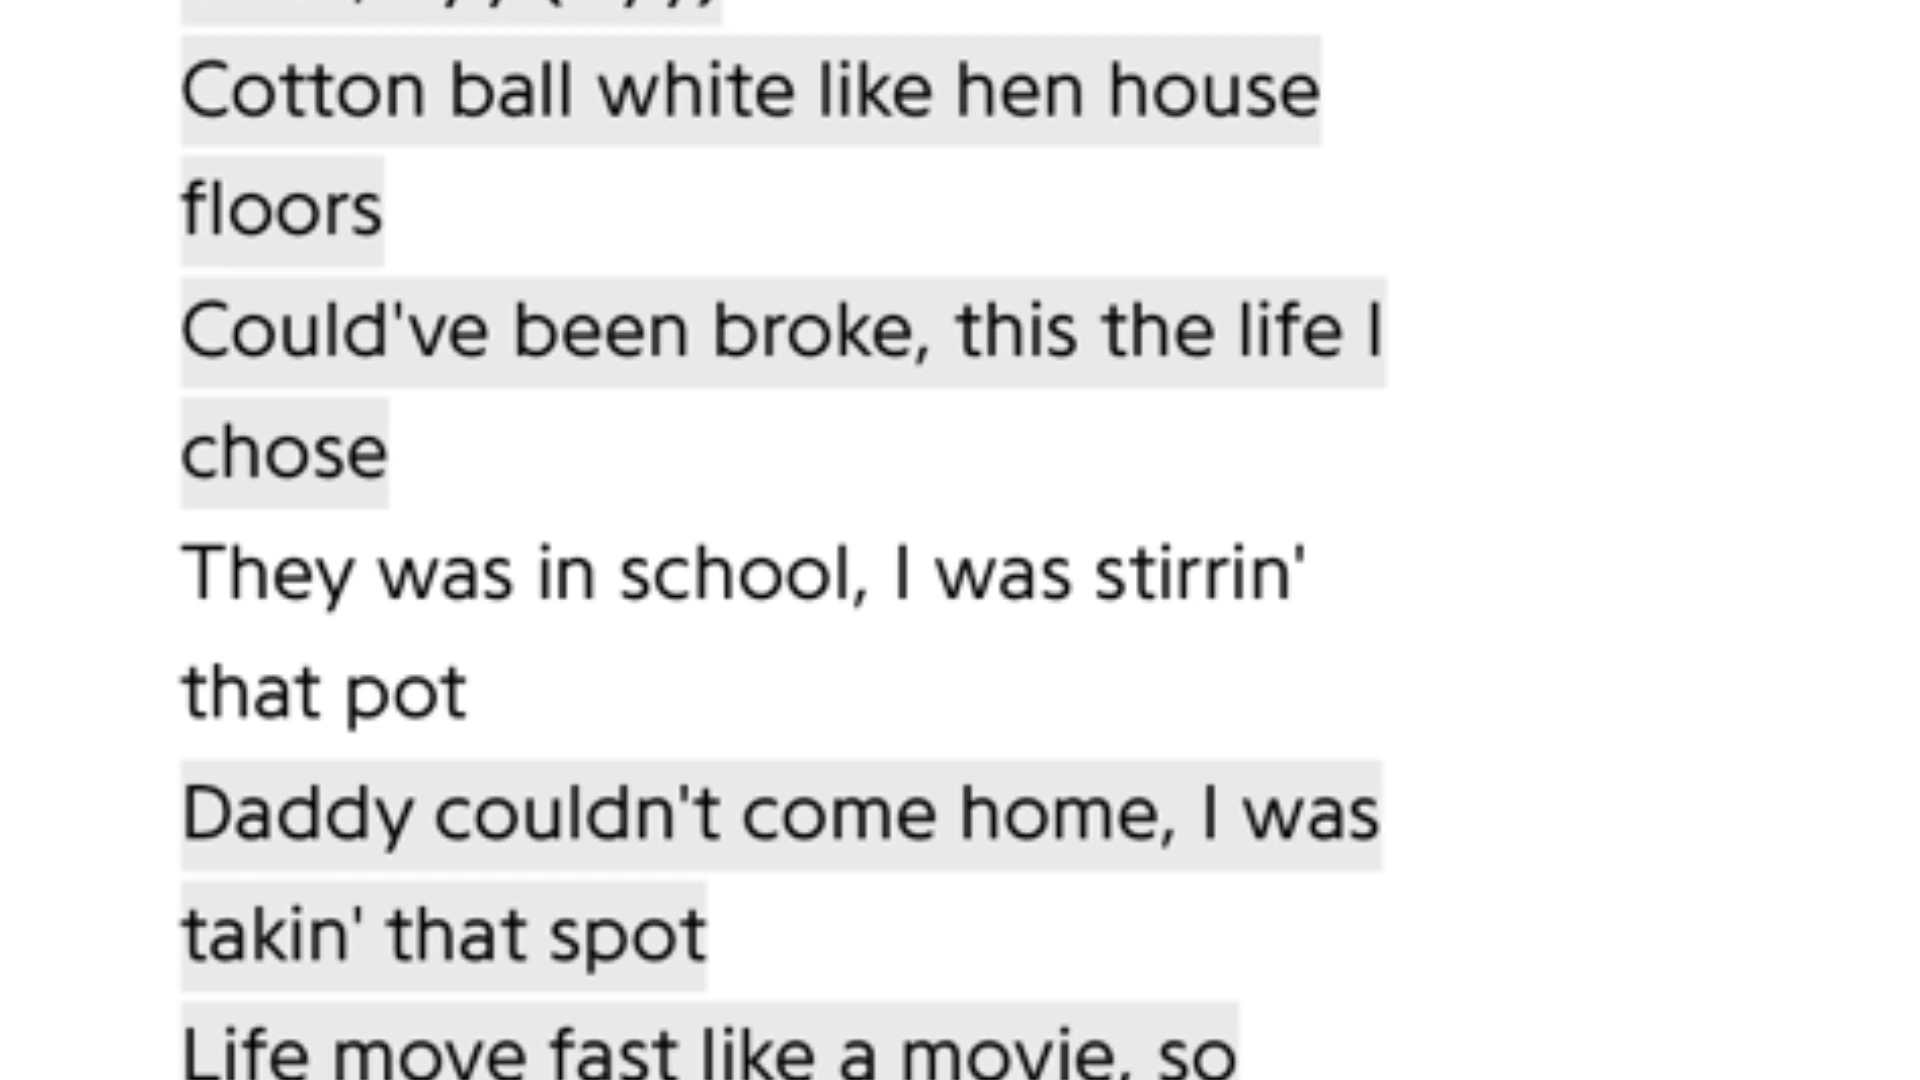 Cotton ball white like hen house
floors
Could've been broke, this the life I
chose
They was in school, I was stirrin'
that pot
Daddy couldn't come home, I was
takin' that spot
Life move fast like a movie, so